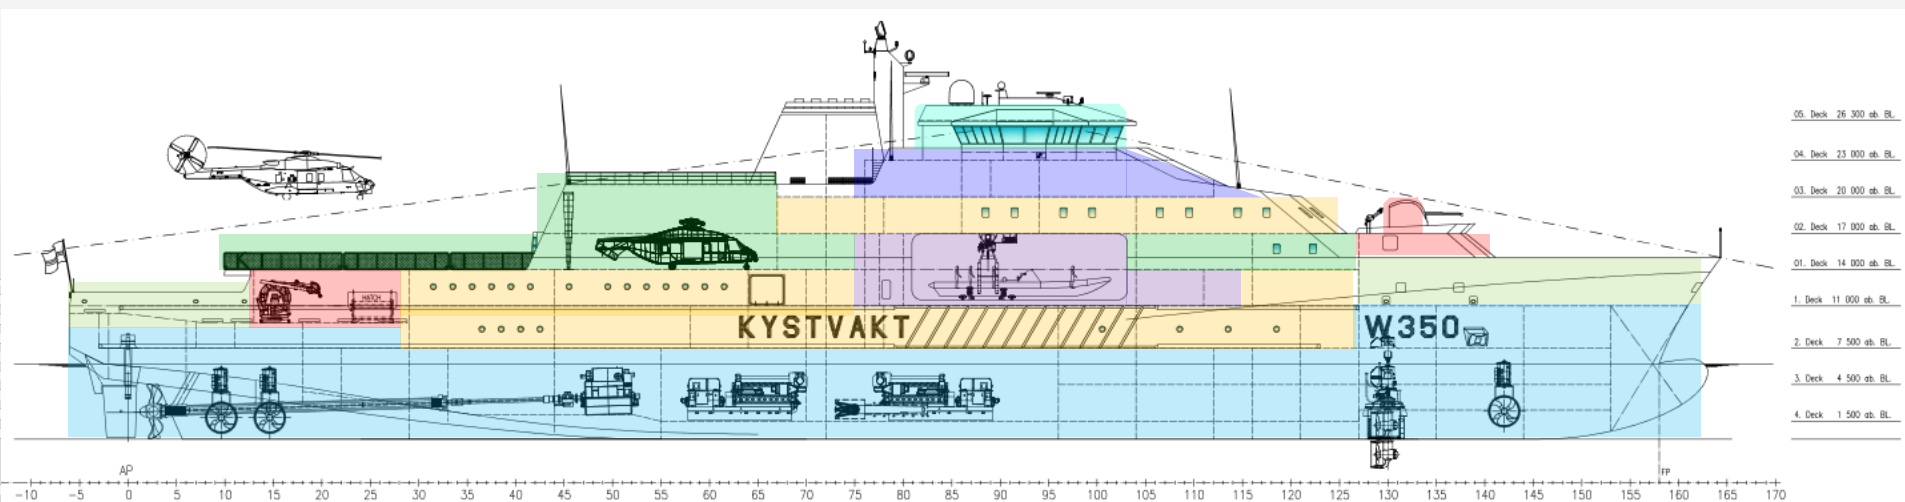 05. Deck 26 300 ab. BL.
04. Deck 23 000 ab. BL.
03. Deck 20 000 ab. BL.
02. Deck 17 000 ab. BL.
01. Deck 14 000 ab. BL.
HATCH
1. Deck 11 000 ab. BL.
KYSTVAKT
W350
2. Deck 7 500 ab. BL.
3. Deck 4 500 ab. BL.
4. Deck 1 500 ab. BL.
AP
FP
-10 -5 0 5 10 15 20 25 30 35 40 45 50 55 60 65 70 75 80 85 90 95 100 105 110 115 120 125 130 135 140 145 150 155 160 165 170